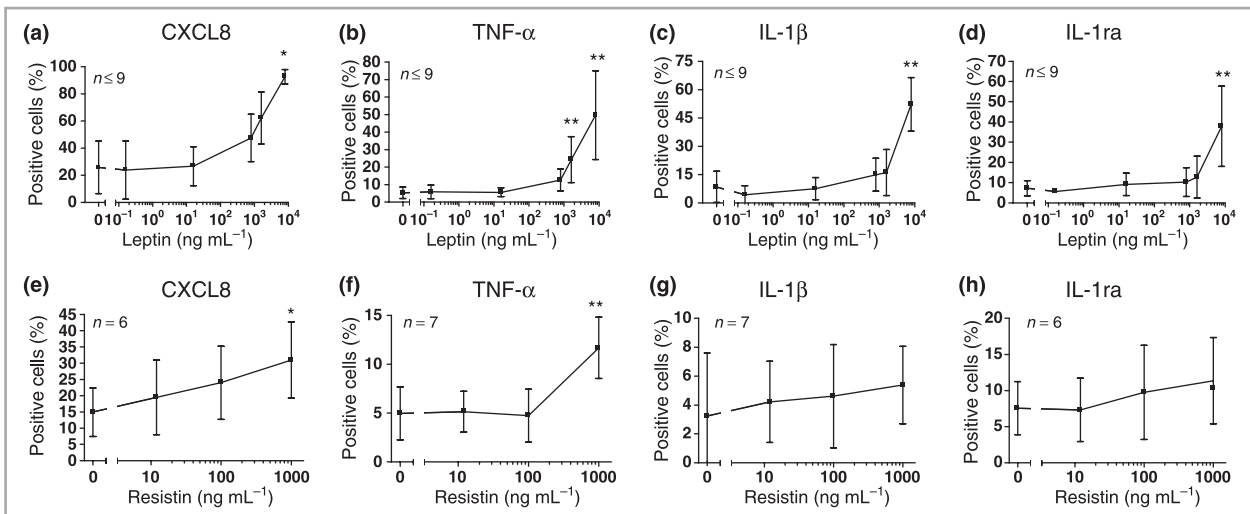 (a) CXCL8
n ≤ 9
Positive cells (%)
100
80
60
40
20
0
0 10⁻¹ 10⁰ 10¹ 10² 10³ 10⁴
Leptin (ng mL⁻¹)
*
(b) TNF-α
n ≤ 9
Positive cells (%)
80
70
60
50
40
30
20
10
0
0 10⁻¹ 10⁰ 10¹ 10² 10³ 10⁴
Leptin (ng mL⁻¹)
**
**
(c) IL-1β
n ≤ 9
Positive cells (%)
75
60
45
30
15
0
0 10⁻¹ 10⁰ 10¹ 10² 10³ 10⁴
Leptin (ng mL⁻¹)
**
(d) IL-1ra
n ≤ 9
Positive cells (%)
70
60
50
40
30
20
10
0
0 10⁻¹ 10⁰ 10¹ 10² 10³ 10⁴
Leptin (ng mL⁻¹)
**
(e) CXCL8
n = 6
Positive cells (%)
45
40
35
30
25
20
15
10
5
0
0 10 100 1000
Resistin (ng mL⁻¹)
*
(f) TNF-α
n = 7
Positive cells (%)
15
10
5
0
0 10 100 1000
Resistin (ng mL⁻¹)
**
(g) IL-1β
n = 7
Positive cells (%)
10
8
6
4
2
0
0 10 100 1000
Resistin (ng mL⁻¹)
(h) IL-1ra
n = 6
Positive cells (%)
20
15
10
5
0
0 10 100 1000
Resistin (ng mL⁻¹)